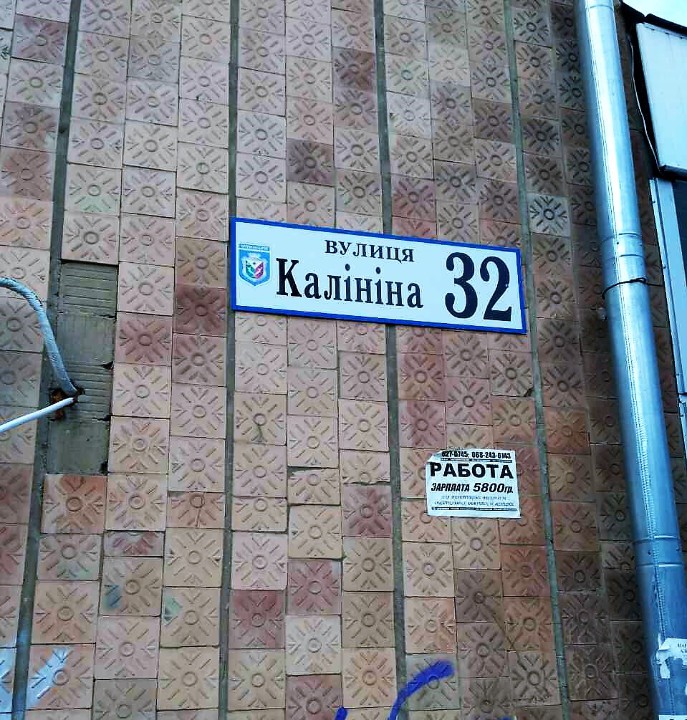 вулиця
Калініна 32
РАБОТА
ЗАРПЛАТА 5800гр.